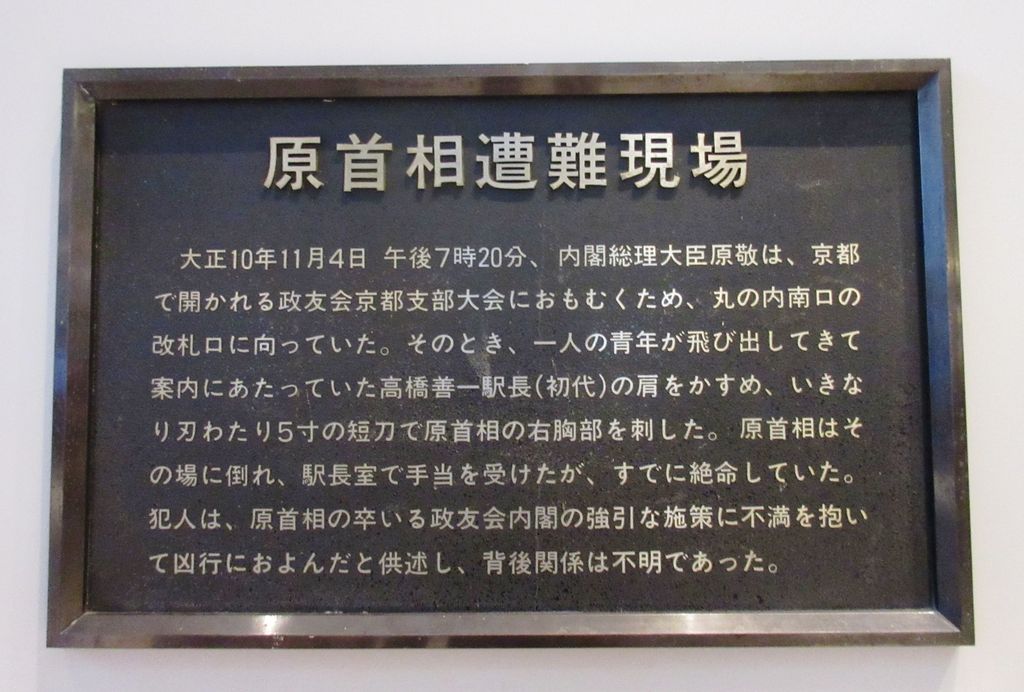 原首相遭難現場
大正10年11月4日 午後7時20分、内閣総理大臣原敬は、京都
で開かれる政友会京都支部大会におもむくため、丸の内南口の
改札口に向っていた。そのとき、一人の青年が飛び出してきて
案内にあたっていた高橋善一駅長(初代)の肩をかすめ、いきな
り刃わたり5寸の短刀で原首相の右胸部を刺した。原首相はそ
の場に倒れ、駅長室で手当を受けたが、すでに絶命していた。
犯人は、原首相の卒いる政友会内閣の強引な施策に不満を抱い
て凶行におよんだと供述し、背後関係は不明であった。